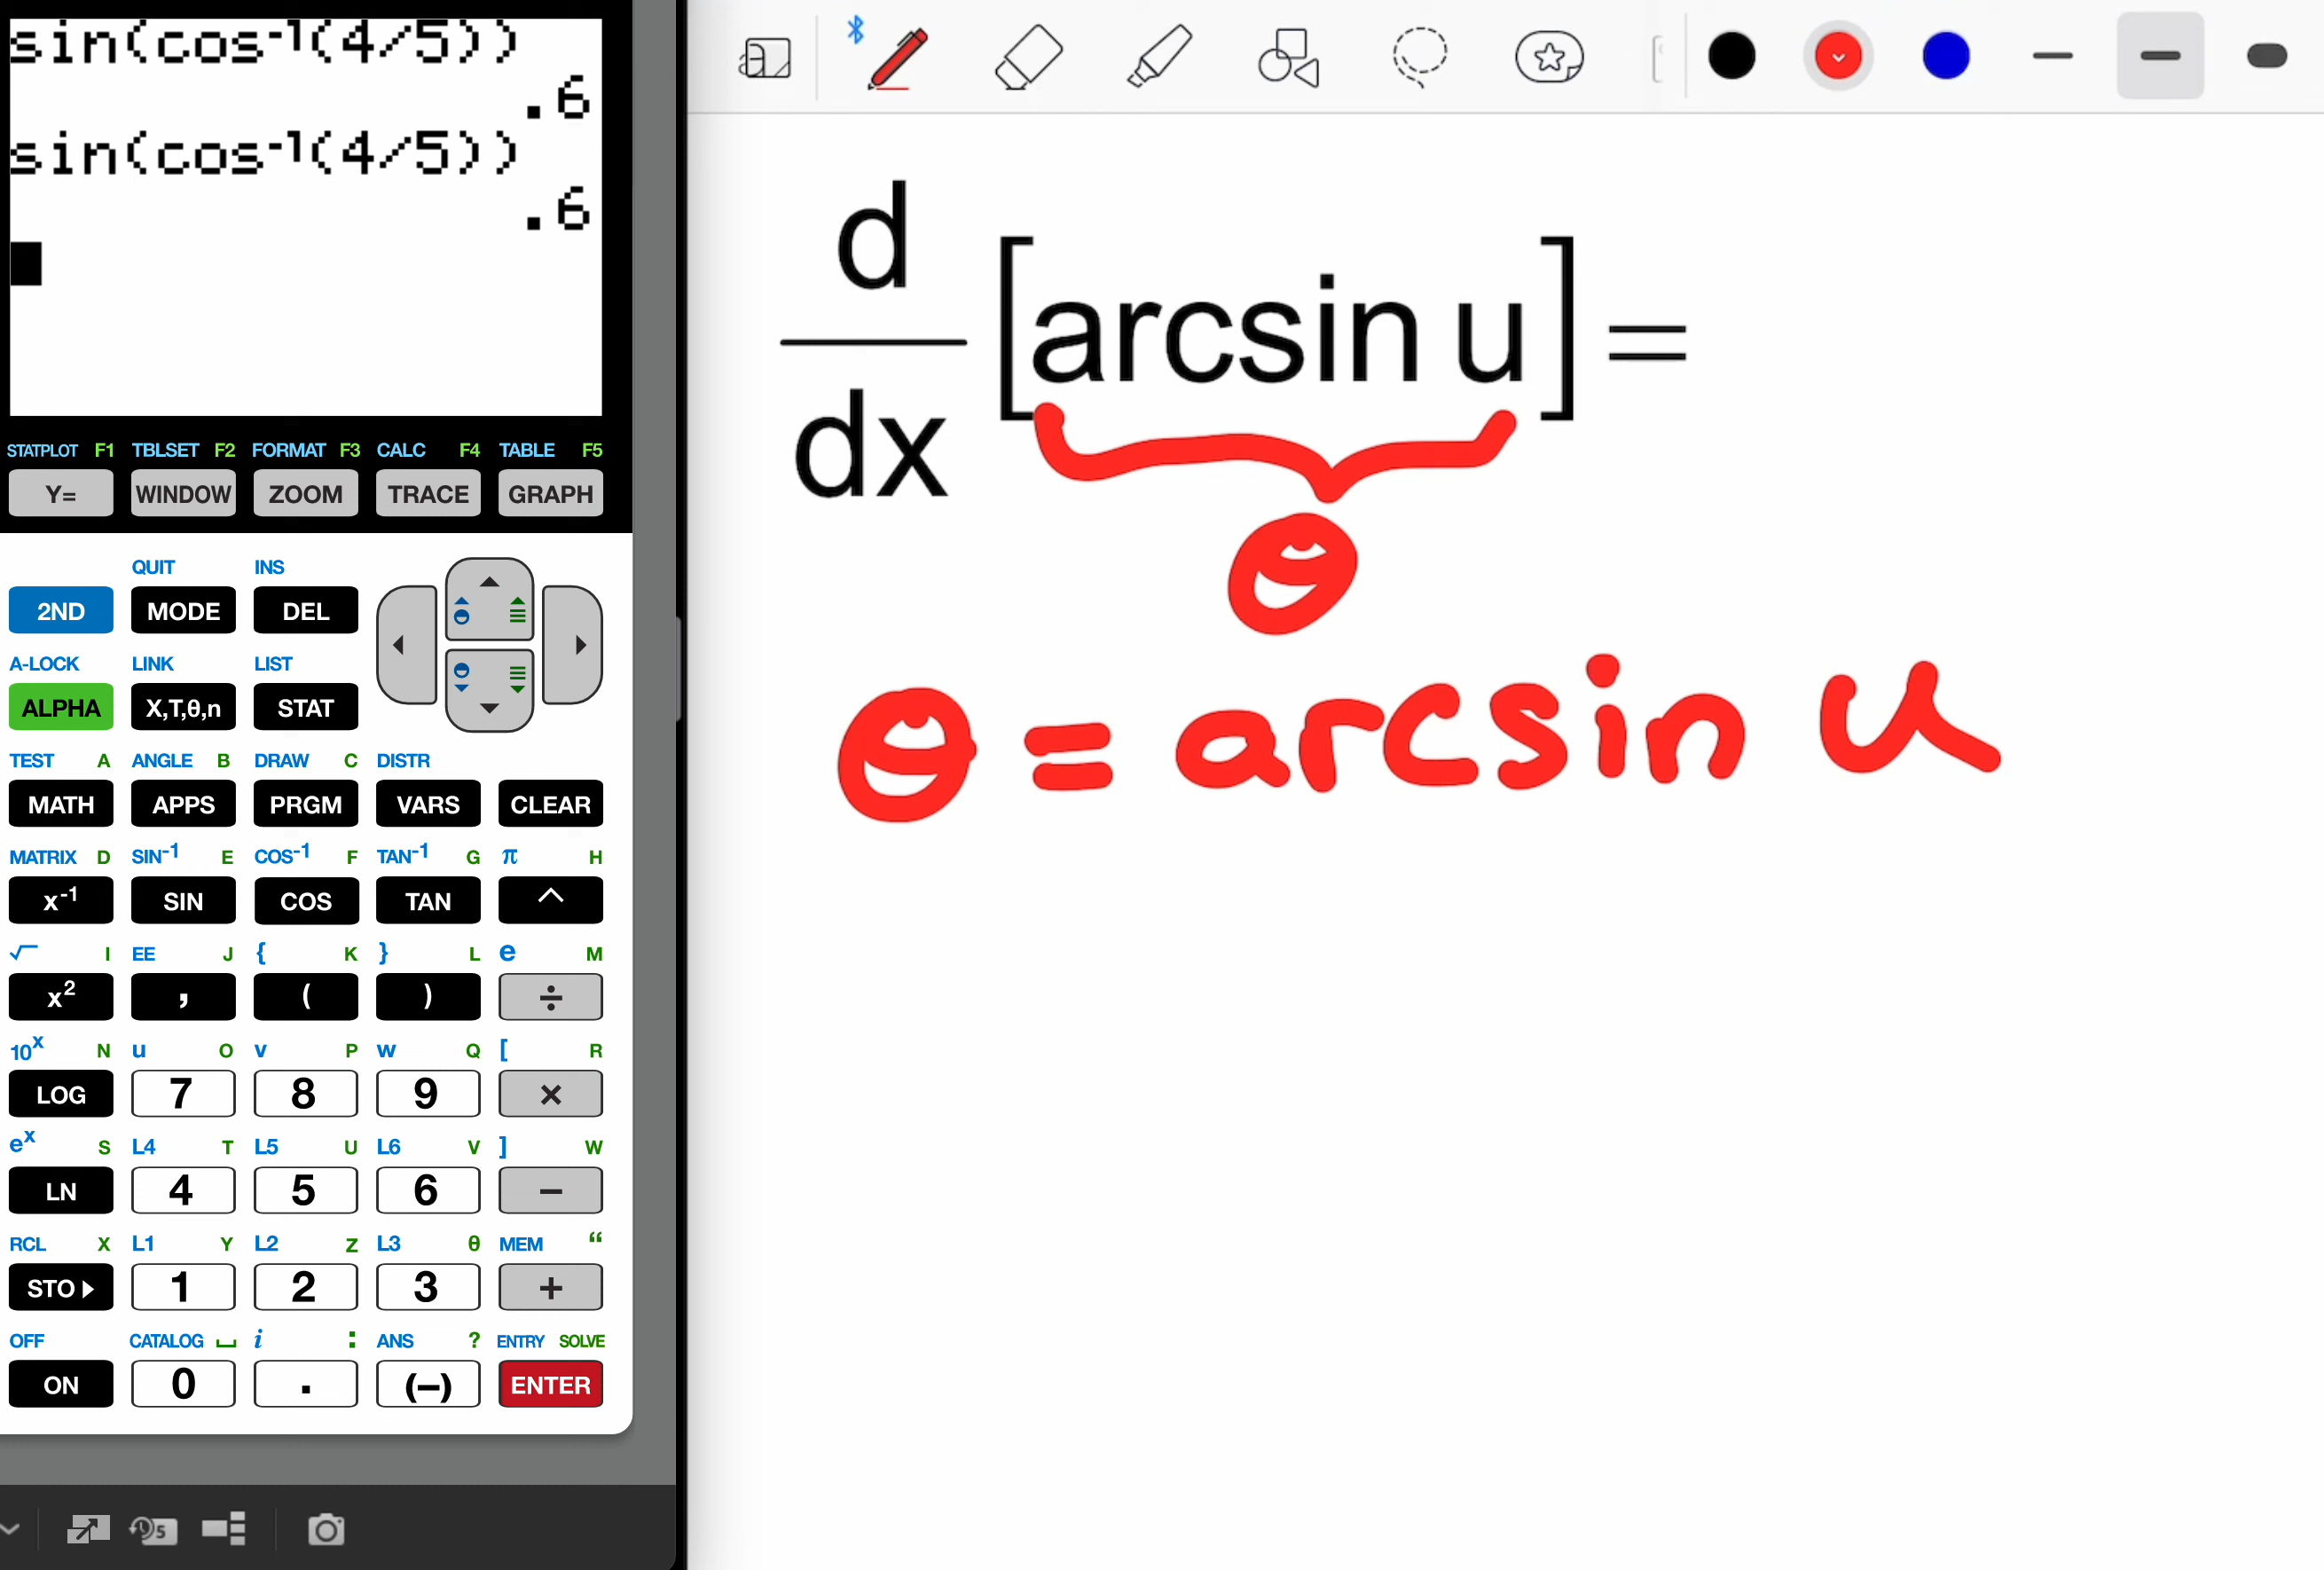 sin(cos⁻¹(4/5))
.6
sin(cos⁻¹(4/5))
.6
STATPLOT F1 TBLSET F2 FORMAT F3 CALC F4 TABLE F5
Y= WINDOW ZOOM TRACE GRAPH
QUIT INS
2ND MODE DEL
A-LOCK LINK LIST
ALPHA X,T,θ,n STAT
TEST A ANGLE B DRAW C DISTR
MATH APPS PRGM VARS CLEAR
MATRIX D SIN⁻¹ E COS⁻¹ F TAN⁻¹ G π H
x⁻¹ SIN COS TAN ^
√ I EE J { K } L e M
x² , ( ) ÷
10ˣ N u O v P w Q [ R
LOG 7 8 9 ×
eˣ S L4 T L5 U L6 V ] W
LN 4 5 6 −
RCL X L1 Y L2 Z L3 θ MEM “
STO► 1 2 3 +
OFF CATALOG ⎵ i : ANS ? ENTRY SOLVE
ON 0 . (–) ENTER
5
a
d/dx [arcsin u] =
θ
θ = arcsin u